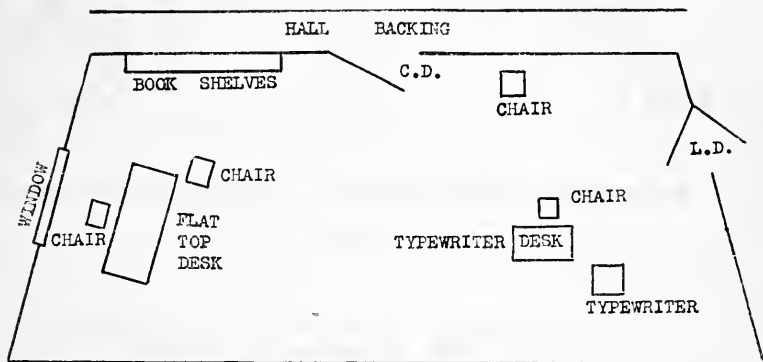 HALL BACKING
BOOK SHELVES
C.D.
CHAIR
L.D.
WINDOW
CHAIR
CHAIR
FLAT
TOP
DESK
CHAIR
TYPEWRITER DESK
TYPEWRITER